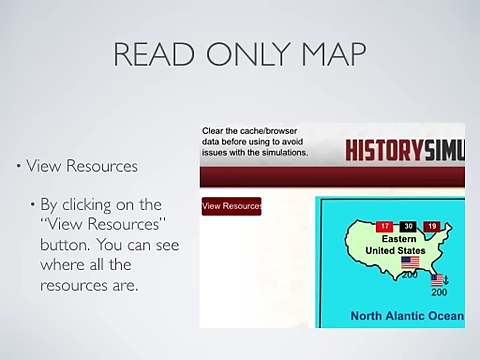 READ ONLY MAP
• View Resources
• By clicking on the
“View Resources”
button. You can see
where all the
resources are.
Clear the cache/browser
data before using to avoid
issues with the simulations.
HISTORYSIMU
View Resources
17 30 19
Eastern
United States
200
200
North Alantic Ocean